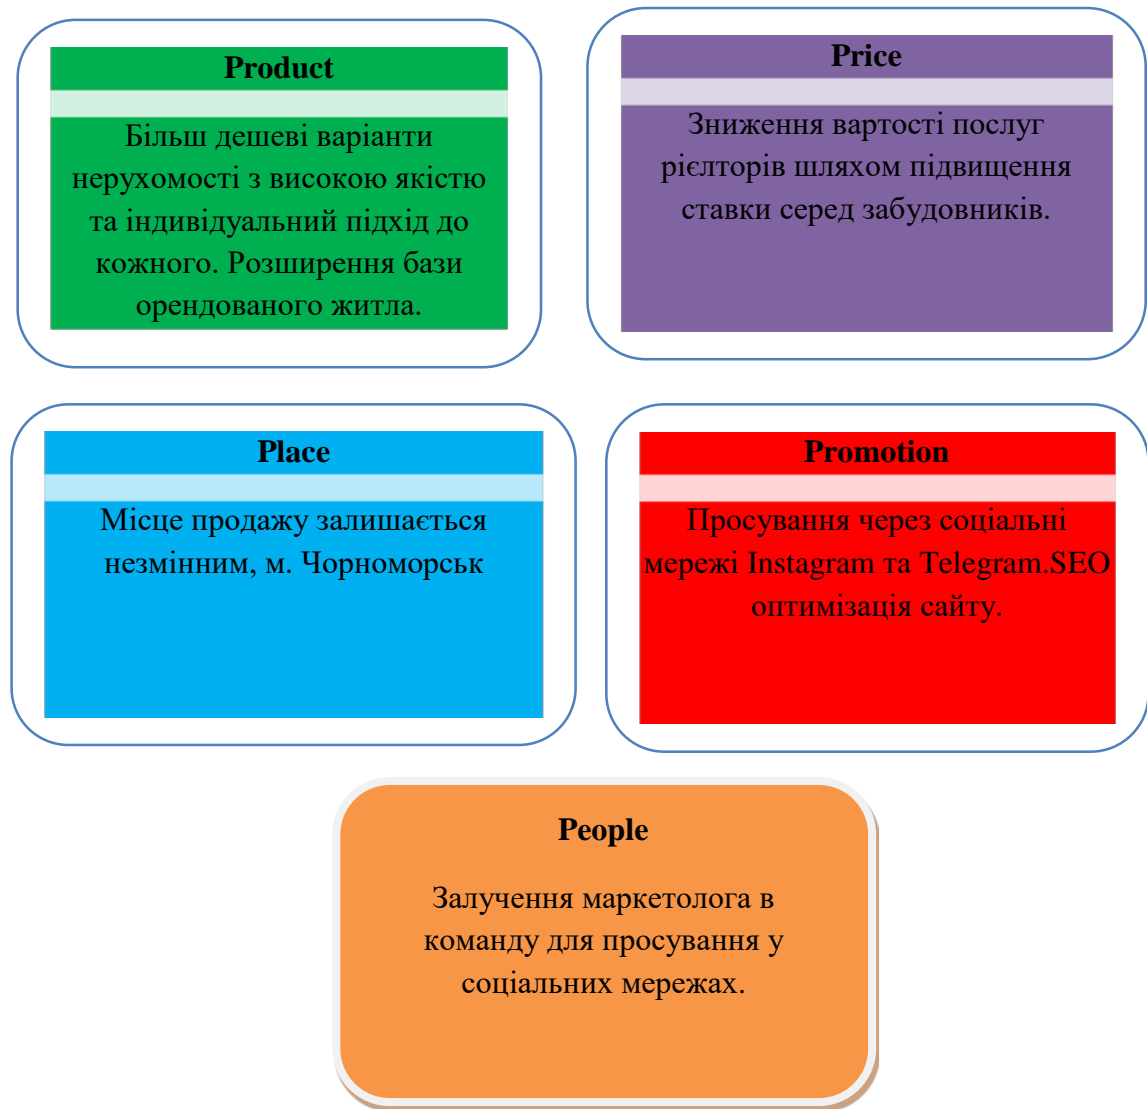 Product
Більш дешеві варіанти
нерухомості з високою якістю
та індивідуальний підхід до
кожного. Розширення бази
орендованого житла.
Price
Зниження вартості послуг
рієлторів шляхом підвищення
ставки серед забудовників.
Place
Місце продажу залишається
незмінним, м. Чорноморськ
Promotion
Просування через соціальні
мережі Instagram та Telegram.SEO
оптимізація сайту.
People
Залучення маркетолога в
команду для просування у
соціальних мережах.